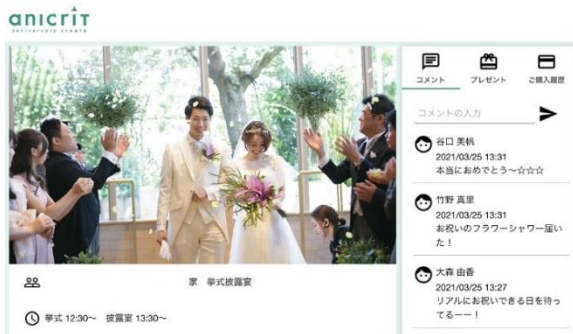 anicrit
anniversary create
コメント
プレゼント
ご購入履歴
コメントの入力
谷口 美帆
2021/03/25 13:31
本当におめでとう〜☆☆☆
竹野 真里
2021/03/25 13:31
お祝いのフラワーシャワー届い
た！
大森 由香
2021/03/25 13:27
リアルにお祝いできる日を待っ
てるーー！
家 挙式披露宴
挙式 12:30〜 披露宴 13:30〜